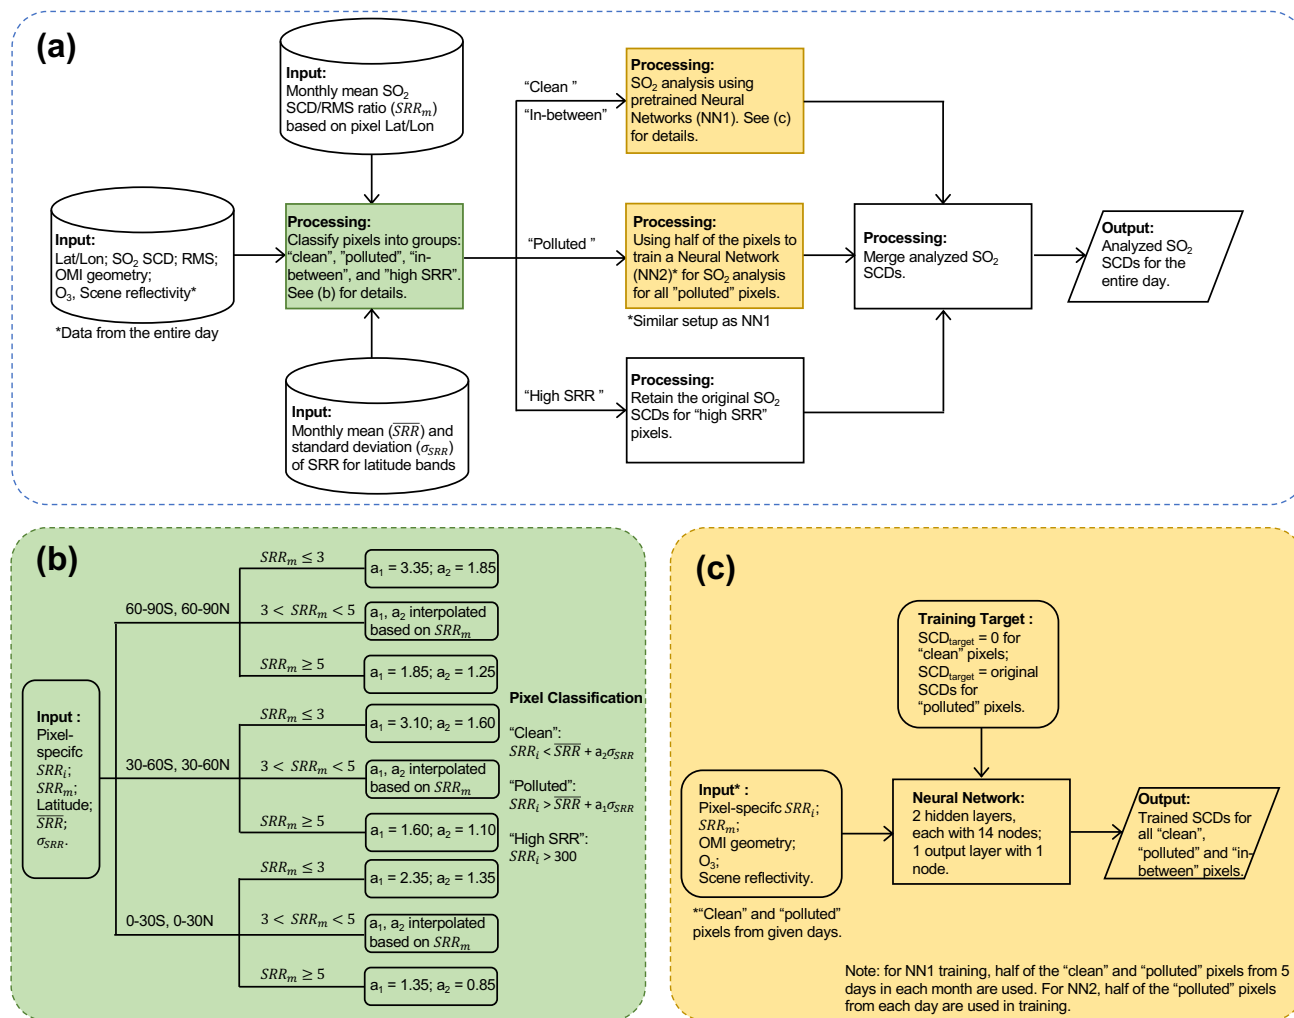 (a)
Input:
Monthly mean SO₂
SCD/RMS ratio (SRRₘ)
based on pixel Lat/Lon
Input:
Lat/Lon; SO₂ SCD; RMS;
OMI geometry;
O₃, Scene reflectivity*
*Data from the entire day
Processing:
Classify pixels into groups:
“clean”, ”polluted”, “in-
between”, and ”high SRR”.
See (b) for details.
Input:
Monthly mean (S̅R̅R̅) and
standard deviation (σ_SRR)
of SRR for latitude bands
“Clean ”
“In-between”
“Polluted ”
“High SRR ”
Processing:
SO₂ analysis using
pretrained Neural
Networks (NN1). See (c)
for details.
Processing:
Using half of the pixels to
train a Neural Network
(NN2)* for SO₂ analysis
for all ”polluted” pixels.
*Similar setup as NN1
Processing:
Retain the original SO₂
SCDs for “high SRR”
pixels.
Processing:
Merge analyzed SO₂
SCDs.
Output:
Analyzed SO₂
SCDs for the
entire day.
(b)
Input :
Pixel-
specifc
SRRᵢ;
SRRₘ;
Latitude;
S̅R̅R̅;
σ_SRR.
60-90S, 60-90N
SRRₘ ≤ 3
a₁ = 3.35; a₂ = 1.85
3 < SRRₘ < 5
a₁, a₂ interpolated
based on SRRₘ
SRRₘ ≥ 5
a₁ = 1.85; a₂ = 1.25
30-60S, 30-60N
SRRₘ ≤ 3
a₁ = 3.10; a₂ = 1.60
3 < SRRₘ < 5
a₁, a₂ interpolated
based on SRRₘ
SRRₘ ≥ 5
a₁ = 1.60; a₂ = 1.10
0-30S, 0-30N
SRRₘ ≤ 3
a₁ = 2.35; a₂ = 1.35
3 < SRRₘ < 5
a₁, a₂ interpolated
based on SRRₘ
SRRₘ ≥ 5
a₁ = 1.35; a₂ = 0.85
Pixel Classification
“Clean”:
SRRᵢ < S̅R̅R̅ + a₂σ_SRR
“Polluted”:
SRRᵢ > S̅R̅R̅ + a₁σ_SRR
“High SRR”:
SRRᵢ > 300
(c)
Training Target :
SCD_target = 0 for
“clean” pixels;
SCD_target = original
SCDs for
“polluted” pixels.
Input* :
Pixel-specifc SRRᵢ;
SRRₘ;
OMI geometry;
O₃;
Scene reflectivity.
*“Clean” and “polluted”
pixels from given days.
Neural Network:
2 hidden layers,
each with 14 nodes;
1 output layer with 1
node.
Output:
Trained SCDs for
all “clean”,
“polluted” and “in-
between” pixels.
Note: for NN1 training, half of the “clean” and “polluted” pixels from 5
days in each month are used. For NN2, half of the “polluted” pixels
from each day are used in training.